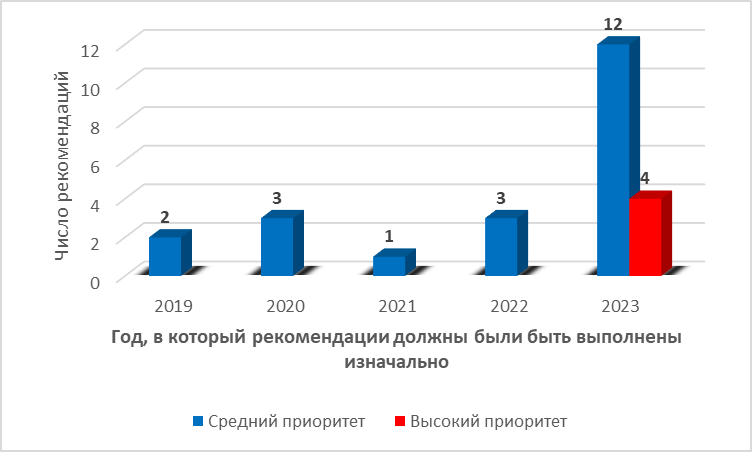 Число рекомендаций
12
10
8
6
4
2
0
2
3
1
3
12
4
2019 2020 2021 2022 2023
Год, в который рекомендации должны были быть выполнены
изначально
Средний приоритет Высокий приоритет